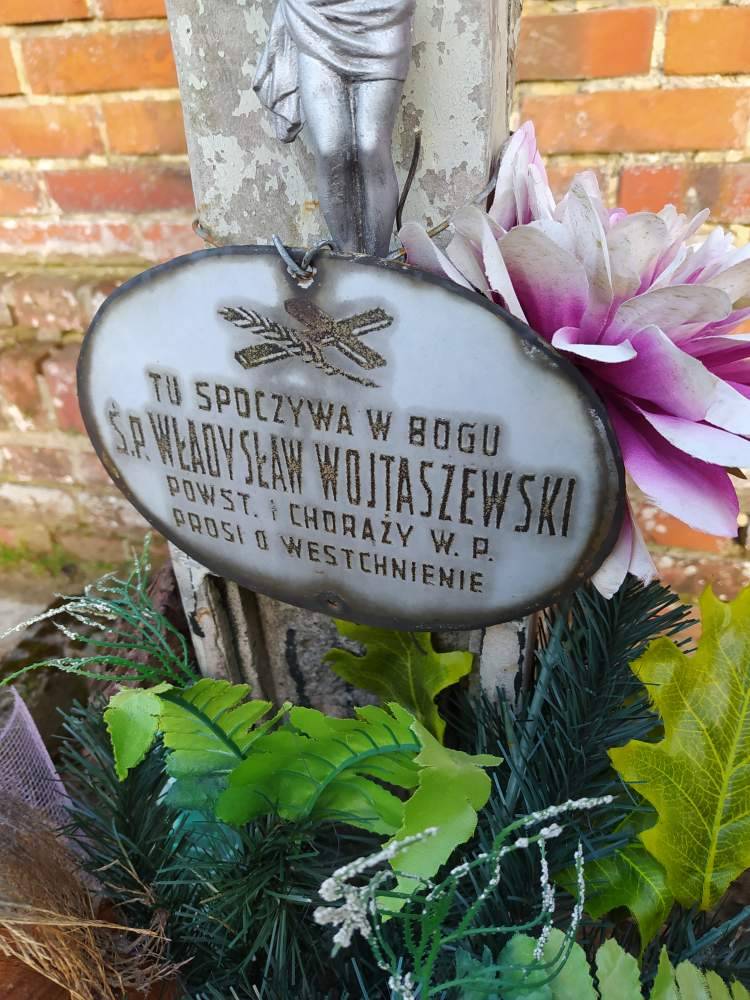 TU SPOCZYWA W BOGU
Ś.P. WŁADYSŁAW WOJTASZEWSKI
POWST. I CHORĄŻY W. P.
PROSI O WESTCHNIENIE